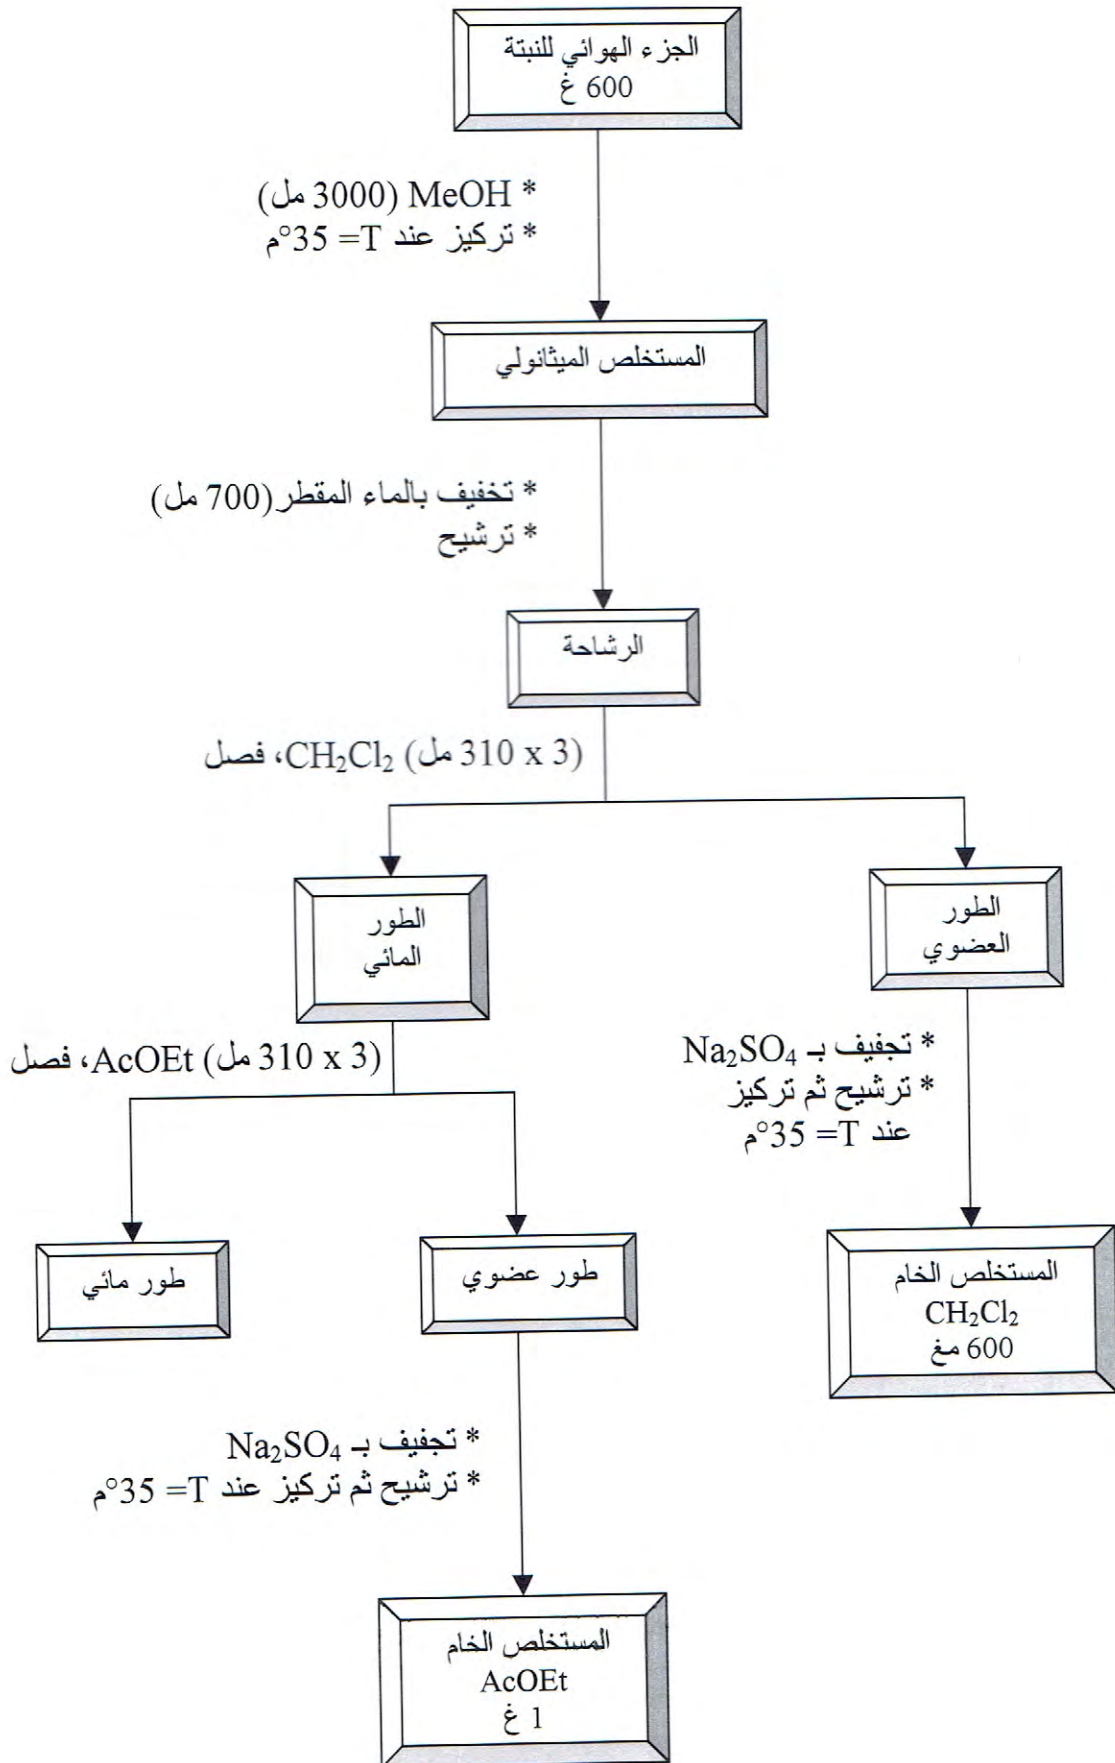 الجزء الهوائي للنبتة
600 غ
* MeOH (3000 مل)
* تركيز عند T= 35°م
المستخلص الميثانولي
* تخفيف بالماء المقطر (700 مل)
* ترشيح
الرشاحة
(310 x 3 مل) CH₂Cl₂، فصل
الطور
العضوي
الطور
المائي
* تجفيف بـ Na₂SO₄
* ترشيح ثم تركيز
عند T= 35°م
(310 x 3 مل) AcOEt، فصل
المستخلص الخام
CH₂Cl₂
600 مغ
طور عضوي
طور مائي
* تجفيف بـ Na₂SO₄
* ترشيح ثم تركيز عند T= 35°م
المستخلص الخام
AcOEt
1 غ